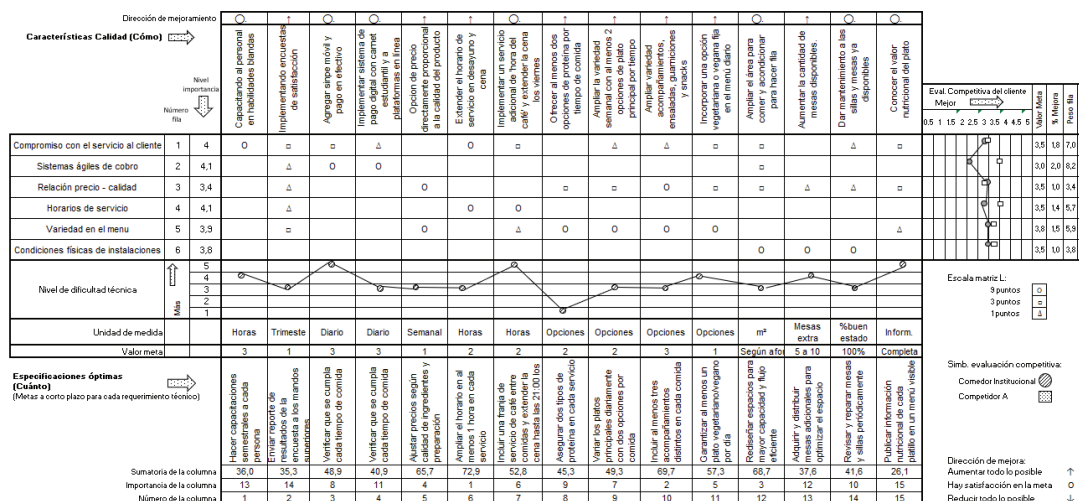 Dirección de mejoramiento
Características Calidad (Cómo)
Nivel importancia
Número fila
Capacitando al personal en habilidades blandas
Implementando encuestas de satisfacción
Agregar sinpe móvil y pago en efectivo
Implementar sistema de pago digital con carnet estudiantil y a plataformas en línea
Opcion de precio directamente proporcional a la calidad del producto
Extender el horario de servicio en desayuno y cena
Implementar un servicio adicional de hora del café y extender la cena los viernes
Ofrecer al menos dos opciones de proteína por tiempo de comida
Ampliar la variedad semanal con al menos 2 opciones de plato principal por tiempo
Ampliar variedad acompañamientos, ensaladas, guarniciones y snacks
Incorporar una opción vegetariana o vegana fija en el menú diario
Ampliar el área para comer y acondicionar para hacer fila
Aumentar la cantidad de mesas disponibles.
Dar mantenimiento a las sillas y mesas ya disponibles
Conocer el valor nutricional del plato
Eval. Competitiva del cliente
Mejor
0.5 1 1.5 2 2.5 3 3.5 4 4.5 5
Valor Meta
% Mejora
Peso fila
Compromiso con el servicio al cliente 1 4 3,5 1,8 7,0
Sistemas ágiles de cobro 2 4,1 3,0 2,0 8,2
Relación precio - calidad 3 3,4 3,5 1,0 3,4
Horarios de servicio 4 4,1 3,5 1,4 5,7
Variedad en el menu 5 3,9 3,8 1,5 5,9
Condiciones físicas de instalaciones 6 3,8 3,5 1,0 3,8
Nivel de dificultad técnica
Más
5
4
3
2
1
Escala matriz L:
9 puntos O
3 puntos □
1 puntos △
Unidad de medida Horas Trimeste Diario Diario Semanal Horas Horas Opciones Opciones Opciones Opciones m² Mesas extra %buen estado Inform.
Valor meta 3 1 3 3 1 2 2 2 2 3 1 Según afor 5 a 10 100% Completa
Especificaciones óptimas (Cuánto)
(Metas a corto plazo para cada requerimiento técnico)
Hacer capacitaciones semestrales a cada persona
Enviar reporte de resultados de la encuesta a los mandos superiores
Verificar que se cumpla cada tiempo de comida
Verificar que se cumpla cada tiempo de comida
Ajustar precios según calidad de ingredientes y preparación
Ampliar el horario en al menos 1 hora en cada servicio
Incluir una franja de servicio de café entre comidas y extender la cena hasta las 21:00 los
Asegurar dos tipos de proteína en cada servicio
Variar los platos principales diariamente con dos opciones por comida
Incluir al menos tres acompañamientos distintos en cada comida
Garantizar al menos un plato vegetariano/vegano por día
Rediseñar espacios para mayor capacidad y flujo eficiente
Adquirir y distribuir mesas adicionales para optimizar el espacio
Revisar y reparar mesas y sillas periódicamente
Publicar información nutricional de cada platillo en un menú visible
Simb. evaluación competitiva:
Comedor Institucional
Competidor A
Dirección de mejora:
Aumentar todo lo posible ↑
Hay satisfacción en la meta O
Reducir todo lo posible ↓
Sumatoria de la columna 36,0 35,3 48,9 40,9 65,7 72,9 52,8 45,3 49,3 69,7 57,3 68,7 37,6 41,6 26,1
Importancia de la columna 13 14 8 11 4 1 6 9 7 2 5 3 12 10 15
Número de la columna 1 2 3 4 5 6 7 8 9 10 11 12 13 14 15